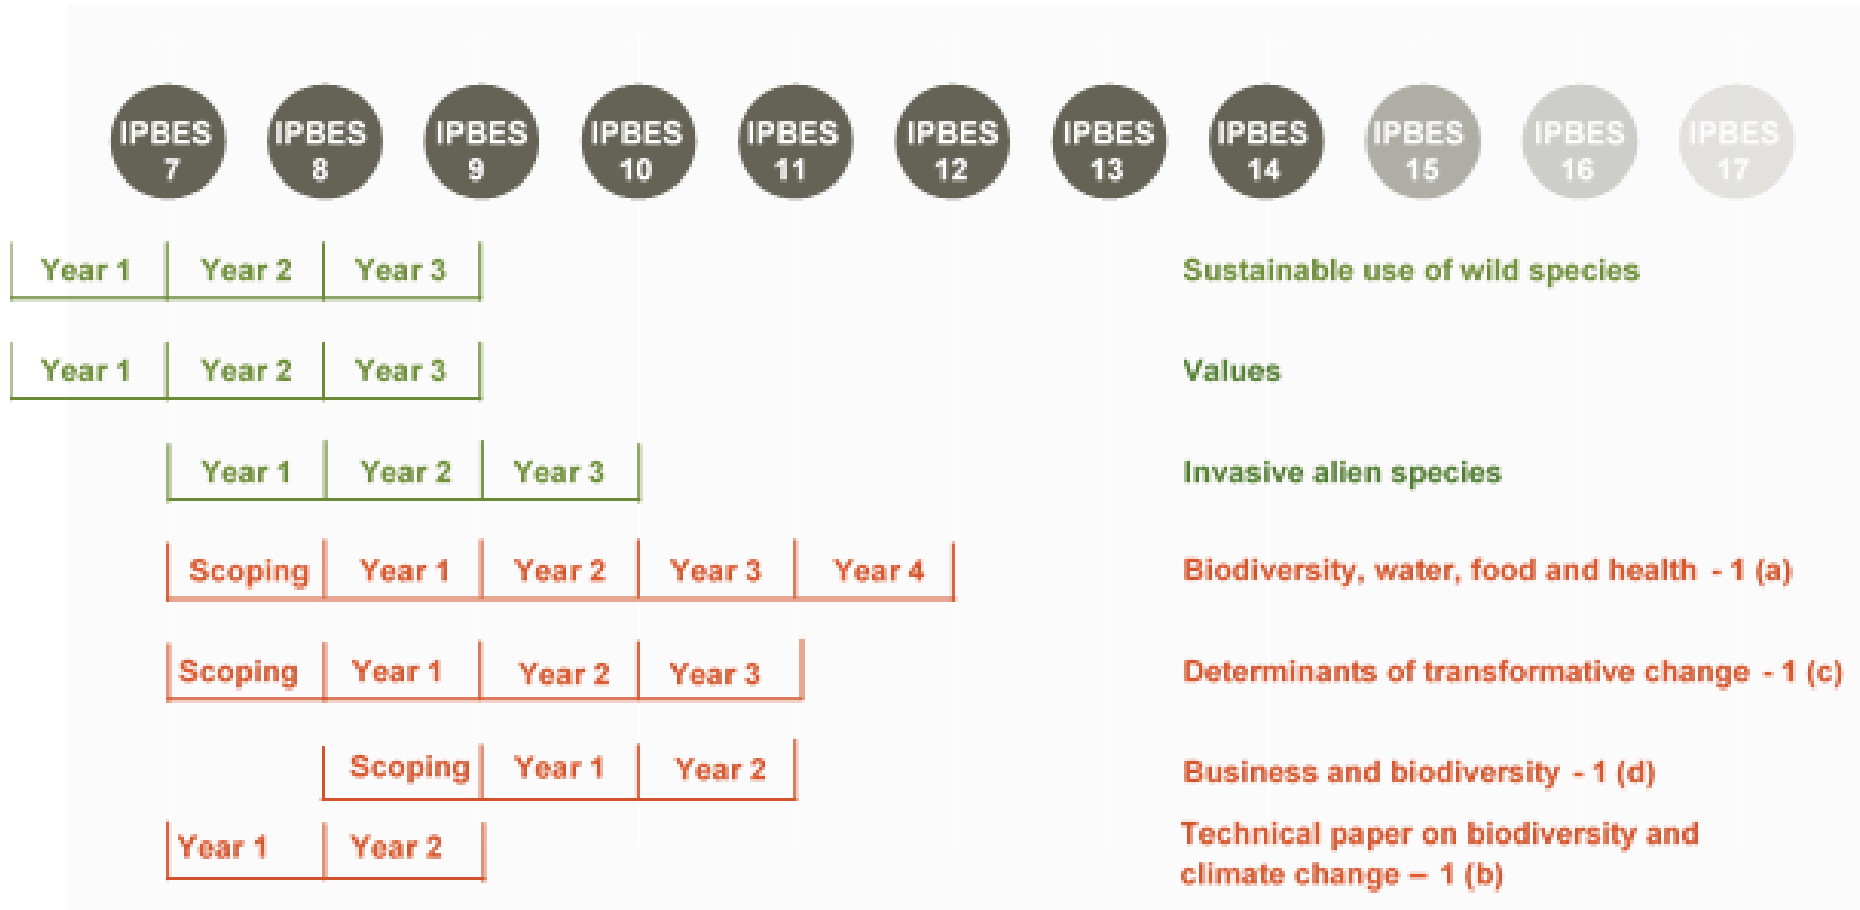 IPBES 7 IPBES 8 IPBES 9 IPBES 10 IPBES 11 IPBES 12 IPBES 13 IPBES 14 IPBES 15 IPBES 16 IPBES 17
Year 1 Year 2 Year 3 Sustainable use of wild species
Year 1 Year 2 Year 3 Values
Year 1 Year 2 Year 3 Invasive alien species
Scoping Year 1 Year 2 Year 3 Year 4 Biodiversity, water, food and health - 1 (a)
Scoping Year 1 Year 2 Year 3 Determinants of transformative change - 1 (c)
Scoping Year 1 Year 2 Business and biodiversity - 1 (d)
Year 1 Year 2 Technical paper on biodiversity and
climate change – 1 (b)